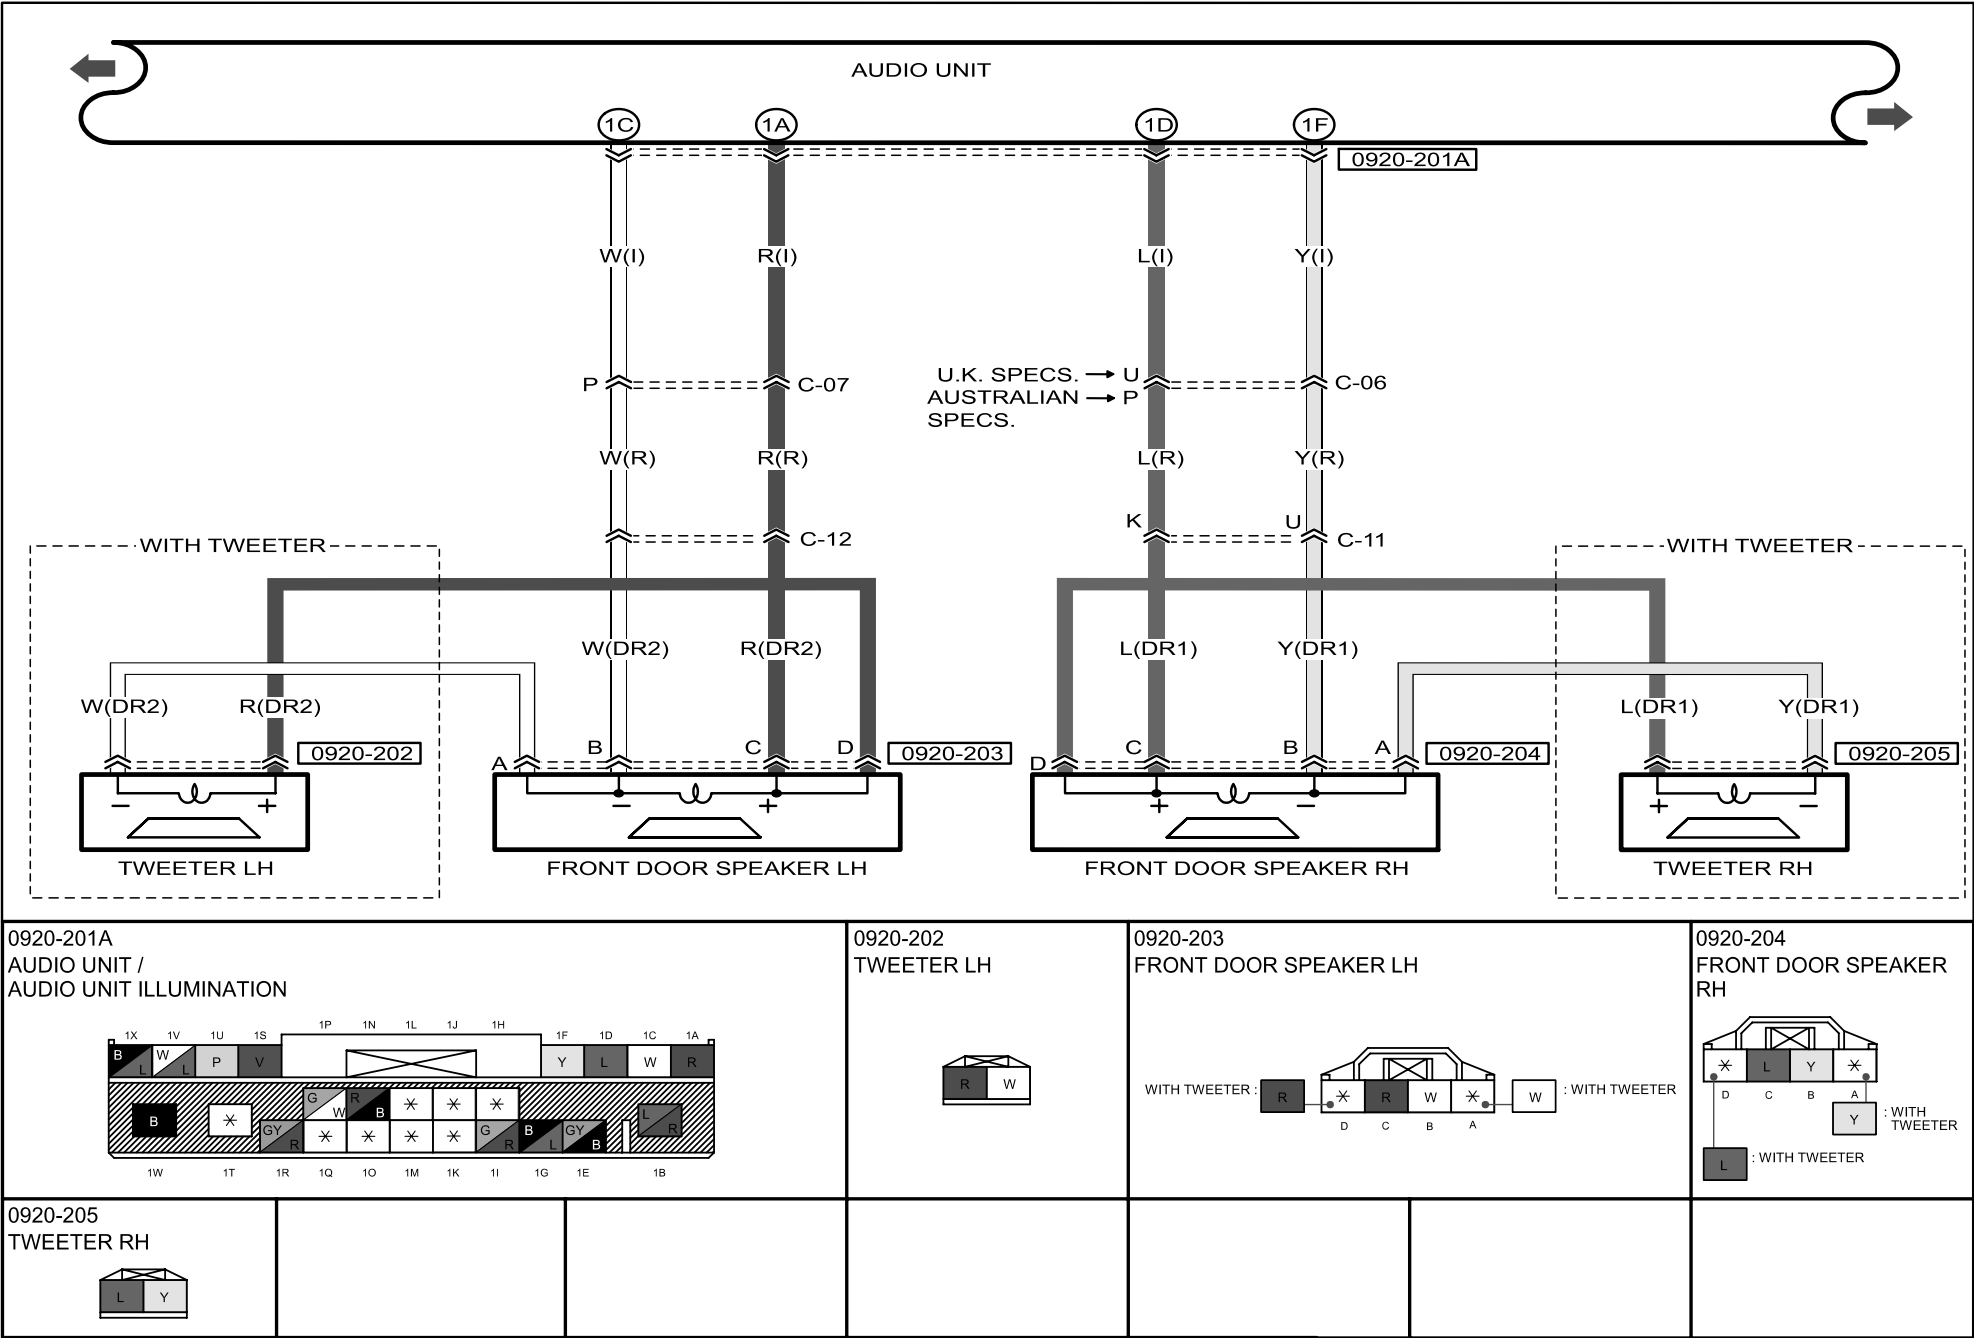 AUDIO UNIT
1C 1A 1D 1F
0920-201A
W(I) R(I) L(I) Y(I)
U.K. SPECS. → U
P C-07 C-06
AUSTRALIAN → P
SPECS.
W(R) R(R) L(R) Y(R)
K U
C-12 C-11
WITH TWEETER WITH TWEETER
W(DR2) R(DR2) L(DR1) Y(DR1)
W(DR2) R(DR2) L(DR1) Y(DR1)
0920-202 A B C D 0920-203 D C B A 0920-204 0920-205
− + − + + − + −
TWEETER LH FRONT DOOR SPEAKER LH FRONT DOOR SPEAKER RH TWEETER RH
0920-201A
AUDIO UNIT /
AUDIO UNIT ILLUMINATION
1X 1V 1U 1S 1P 1N 1L 1J 1H 1F 1D 1C 1A
B L W L P V Y L W R
G W R B * * *
B * L R
GY R * * * * G R B L GY B
1W 1T 1R 1Q 1O 1M 1K 1I 1G 1E 1B
0920-202
TWEETER LH
R W
0920-203
FRONT DOOR SPEAKER LH
WITH TWEETER : R * R W * W : WITH TWEETER
D C B A
0920-204
FRONT DOOR SPEAKER
RH
* L Y *
D C B A
Y : WITH
TWEETER
L : WITH TWEETER
0920-205
TWEETER RH
L Y